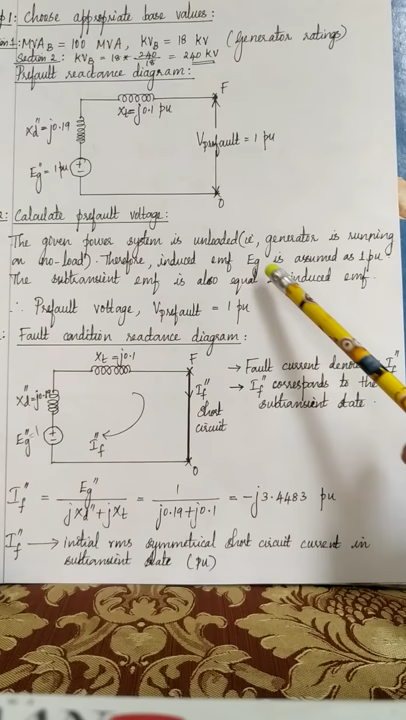 p1: Choose appropriate base values:
ion 1: MVA_B = 100 MVA, KV_B = 18 KV (Generator ratings)
Section 2: KV_B = 18 * 240/18 = 240 KV
Prefault reactance diagram:
F
X_t = j0.1 pu
X_d'' = j0.19
V_prefault = 1 pu
E_g'' = 1 pu
0
2: Calculate prefault voltage:
The given power system is unloaded (ie, generator is running
on no-load). Therefore, induced emf E_g is assumed as 1 pu
The subtransient emf is also equal induced emf.
∴ Prefault voltage, V_prefault = 1 pu
: Fault condition reactance diagram:
X_t = j0.1 F
X_d'' = j0.19
I_f''
Short
circuit
E_g'' = 1
I_f''
0
→ Fault current I_f''
→ I_f'' corresponds to the
subtransient state.
I_f'' = E_g'' / (jX_d'' + jX_t) = 1 / (j0.19 + j0.1) = -j3.4483 pu
I_f'' → Initial rms symmetrical short circuit current in
subtransient state (pu)